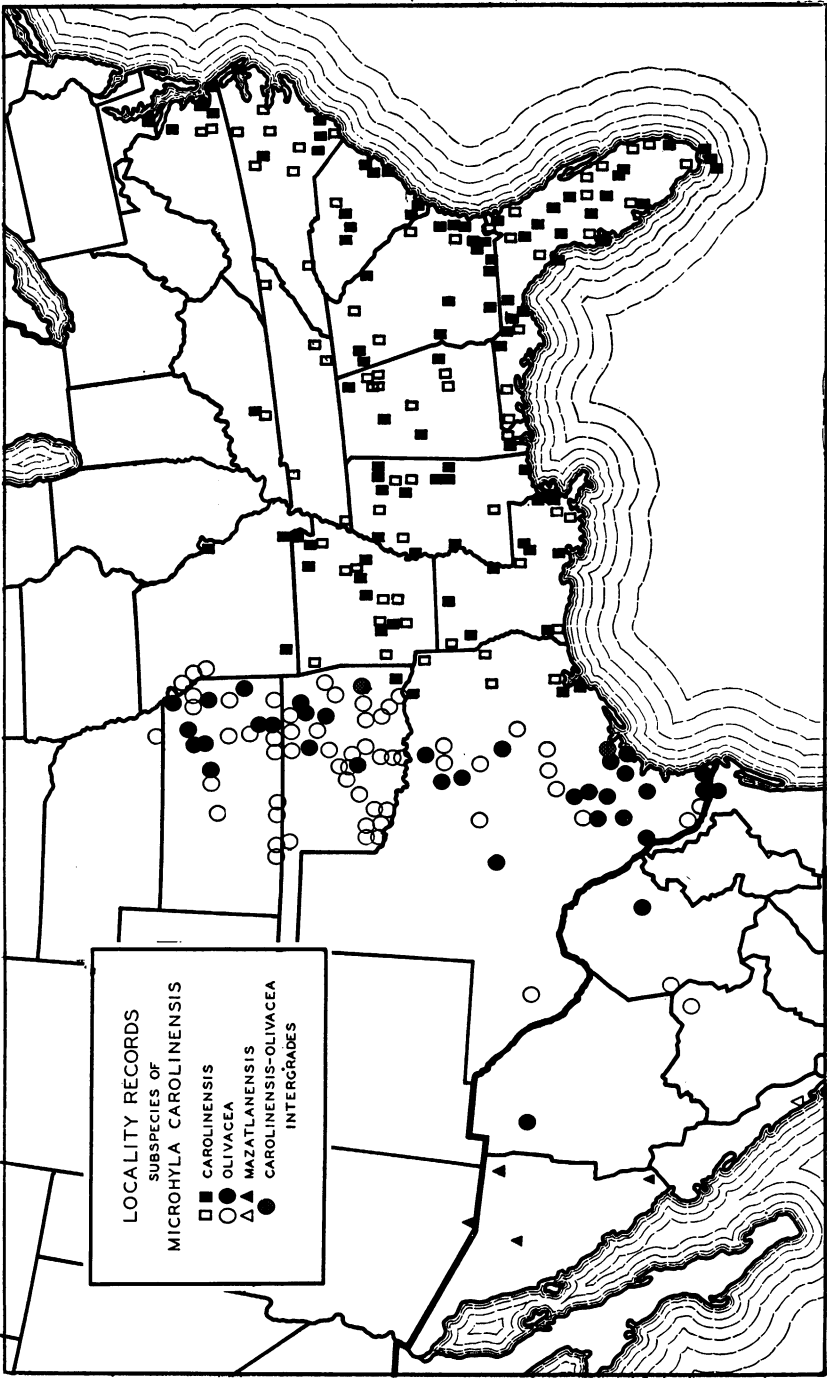 LOCALITY RECORDS
SUBSPECIES OF
MICROHYLA CAROLINENSIS
CAROLINENSIS
OLIVACEA
MAZATLANENSIS
CAROLINENSIS-OLIVACEA
INTERGRADES